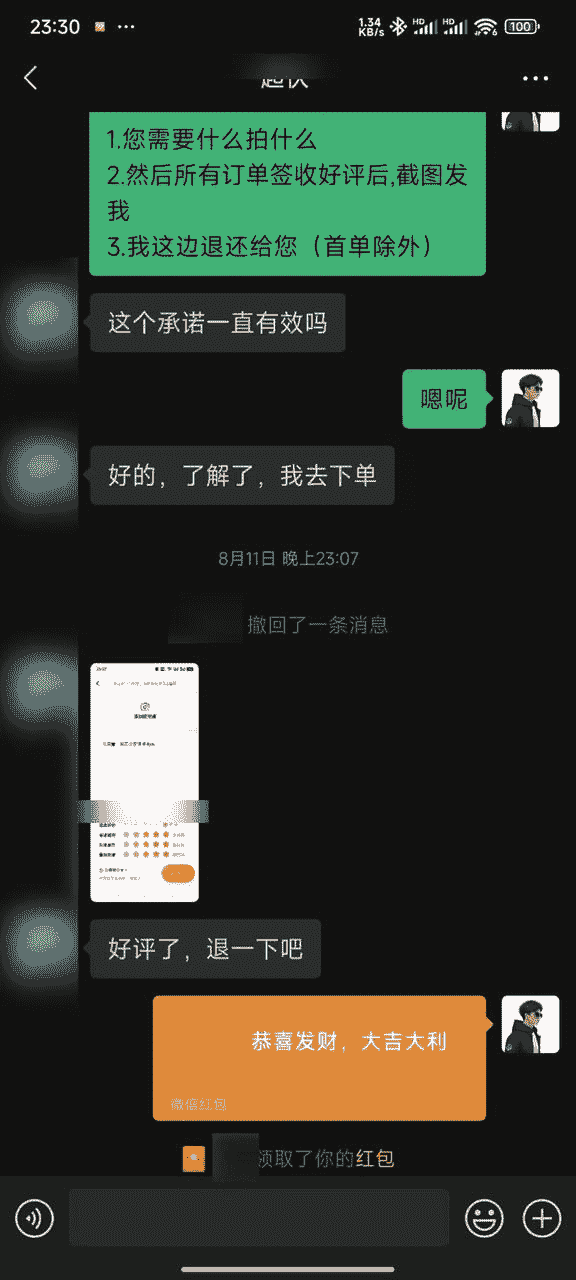 23:30
1.34
KB/s
HD
HD
6
100
1.您需要什么拍什么
2.然后所有订单签收好评后,截图发
我
3.我这边退还给您（首单除外）
这个承诺一直有效吗
嗯呢
好的，了解了，我去下单
8月11日 晚上23:07
撤回了一条消息
好评了，退一下吧
恭喜发财，大吉大利
微信红包
领取了你的红包